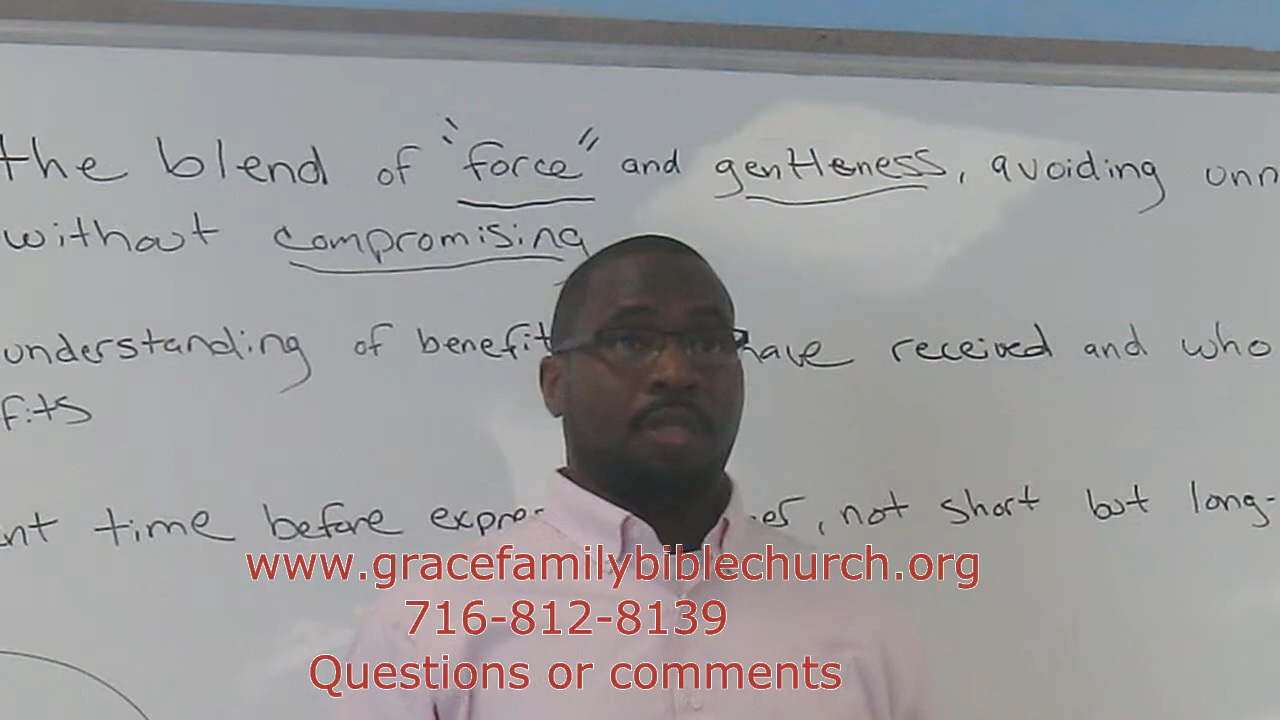 the blend of "force" and gentleness, avoiding unn
without compromising
understanding of benefit have received and who
fits
nt time before expre er, not short but long-
www.gracefamilybiblechurch.org
716-812-8139
Questions or comments